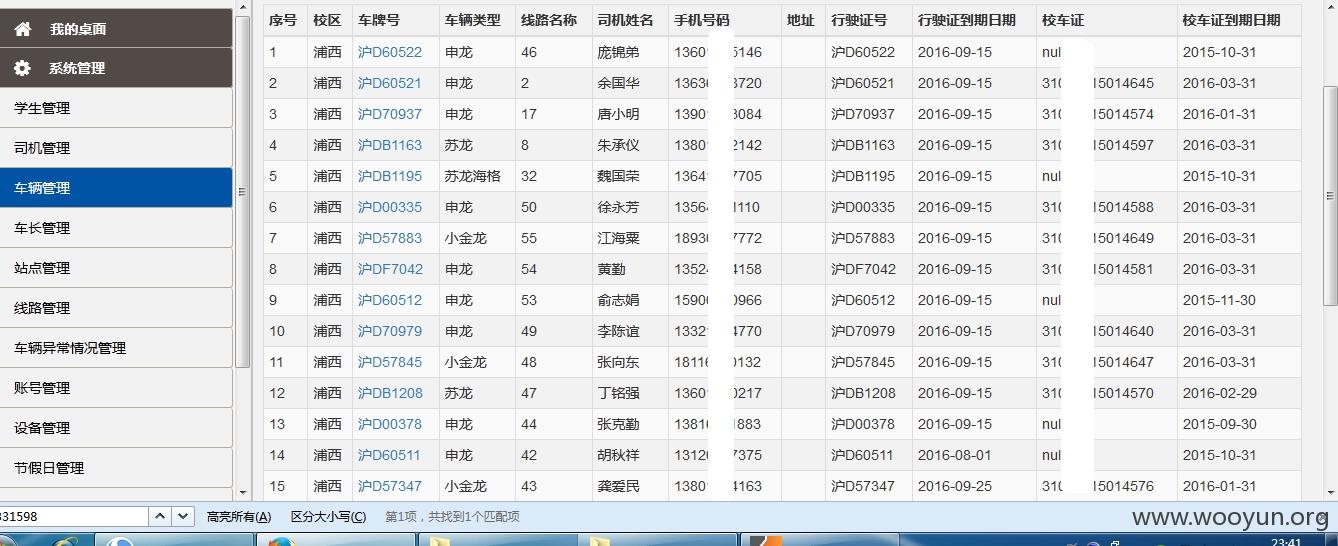 我的桌面
系统管理
学生管理
司机管理
车辆管理
车长管理
站点管理
线路管理
车辆异常情况管理
账号管理
设备管理
节假日管理
序号 校区 车牌号 车辆类型 线路名称 司机姓名 手机号码 地址 行驶证号 行驶证到期日期 校车证 校车证到期日期
1 浦西 沪D60522 申龙 46 庞锦弟 1360 5146 沪D60522 2016-09-15 nul 2015-10-31
2 浦西 沪D60521 申龙 2 余国华 1363 3720 沪D60521 2016-09-15 310 15014645 2016-03-31
3 浦西 沪D70937 申龙 17 唐小明 1390 3084 沪D70937 2016-09-15 310 15014574 2016-01-31
4 浦西 沪DB1163 苏龙 8 朱承仪 1380 2142 沪DB1163 2016-09-15 310 15014597 2016-03-31
5 浦西 沪DB1195 苏龙海格 32 魏国荣 1364 7705 沪DB1195 2016-09-15 nul 2015-10-31
6 浦西 沪D00335 申龙 50 徐永芳 1356 1110 沪D00335 2016-09-15 310 15014588 2016-03-31
7 浦西 沪D57883 小金龙 55 江海粟 1893 7772 沪D57883 2016-09-15 310 15014649 2016-03-31
8 浦西 沪DF7042 申龙 54 黄勤 1352 4158 沪DF7042 2016-09-15 310 15014581 2016-03-31
9 浦西 沪D60512 申龙 53 俞志娟 1590 0966 沪D60512 2016-09-15 nul 2015-11-30
10 浦西 沪D70979 申龙 49 李陈谊 1332 4770 沪D70979 2016-09-15 310 15014640 2016-03-31
11 浦西 沪D57845 小金龙 48 张向东 1811 0132 沪D57845 2016-09-15 310 15014647 2016-03-31
12 浦西 沪DB1208 苏龙 47 丁铭强 1360 0217 沪DB1208 2016-09-15 310 15014570 2016-02-29
13 浦西 沪D00378 申龙 44 张克勤 1381 1883 沪D00378 2016-09-15 nul 2015-09-30
14 浦西 沪D60511 申龙 42 胡秋祥 1312 7375 沪D60511 2016-08-01 nul 2015-10-31
15 浦西 沪D57347 小金龙 43 龚爱民 1380 4163 沪D57347 2016-09-25 310 15014576 2016-01-31
31598 高亮所有(A) 区分大小写(C) 第1项，共找到1个匹配项
www.wooyun.org
23:41